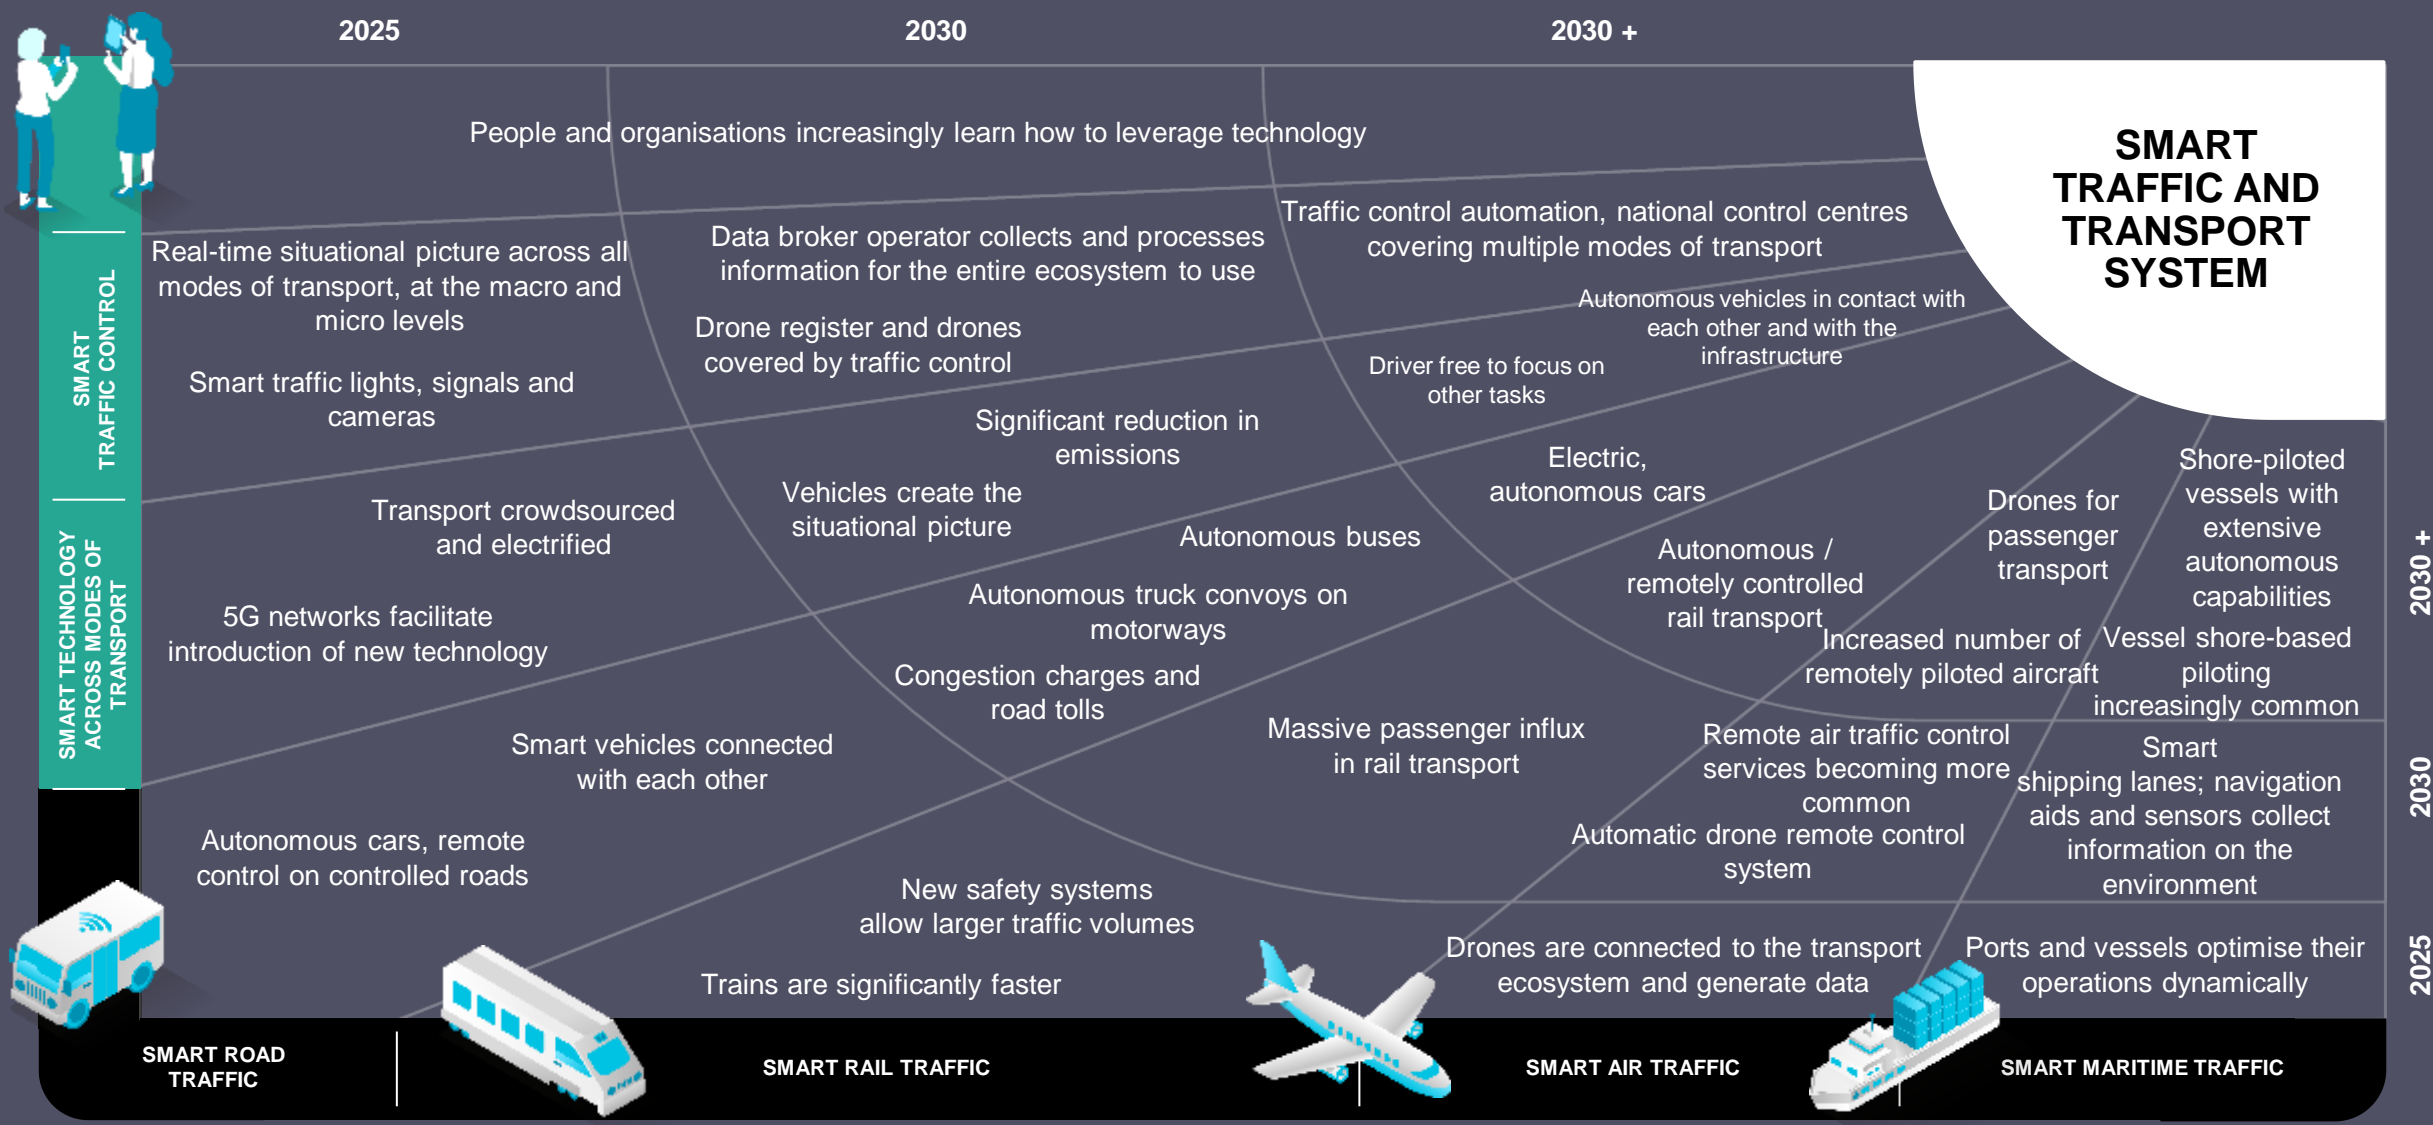 2025
2030
2030 +
People and organisations increasingly learn how to leverage technology
SMART
TRAFFIC AND
TRANSPORT
SYSTEM
SMART
TRAFFIC CONTROL
Real-time situational picture across all
modes of transport, at the macro and
micro levels
Smart traffic lights, signals and
cameras
Data broker operator collects and processes
information for the entire ecosystem to use
Drone register and drones
covered by traffic control
Traffic control automation, national control centres
covering multiple modes of transport
SMART TECHNOLOGY
ACROSS MODES OF
TRANSPORT
Transport crowdsourced
and electrified
5G networks facilitate
introduction of new technology
Significant reduction in
emissions
Vehicles create the
situational picture
Autonomous vehicles in contact with
each other and with the
infrastructure
Driver free to focus on
other tasks
Smart vehicles connected
with each other
Autonomous cars, remote
control on controlled roads
Autonomous buses
Autonomous truck convoys on
motorways
Congestion charges and
road tolls
Electric,
autonomous cars
New safety systems
allow larger traffic volumes
Trains are significantly faster
Massive passenger influx
in rail transport
Autonomous /
remotely controlled
rail transport
Drones for
passenger
transport
Increased number of
remotely piloted aircraft
Remote air traffic control
services becoming more
common
Automatic drone remote control
system
Drones are connected to the transport
ecosystem and generate data
Shore-piloted
vessels with
extensive
autonomous
capabilities
Vessel shore-based
piloting
increasingly common
Smart
shipping lanes; navigation
aids and sensors collect
information on the
environment
Ports and vessels optimise their
operations dynamically
2030 +
2030
2025
SMART ROAD
TRAFFIC
SMART RAIL TRAFFIC
SMART AIR TRAFFIC
SMART MARITIME TRAFFIC